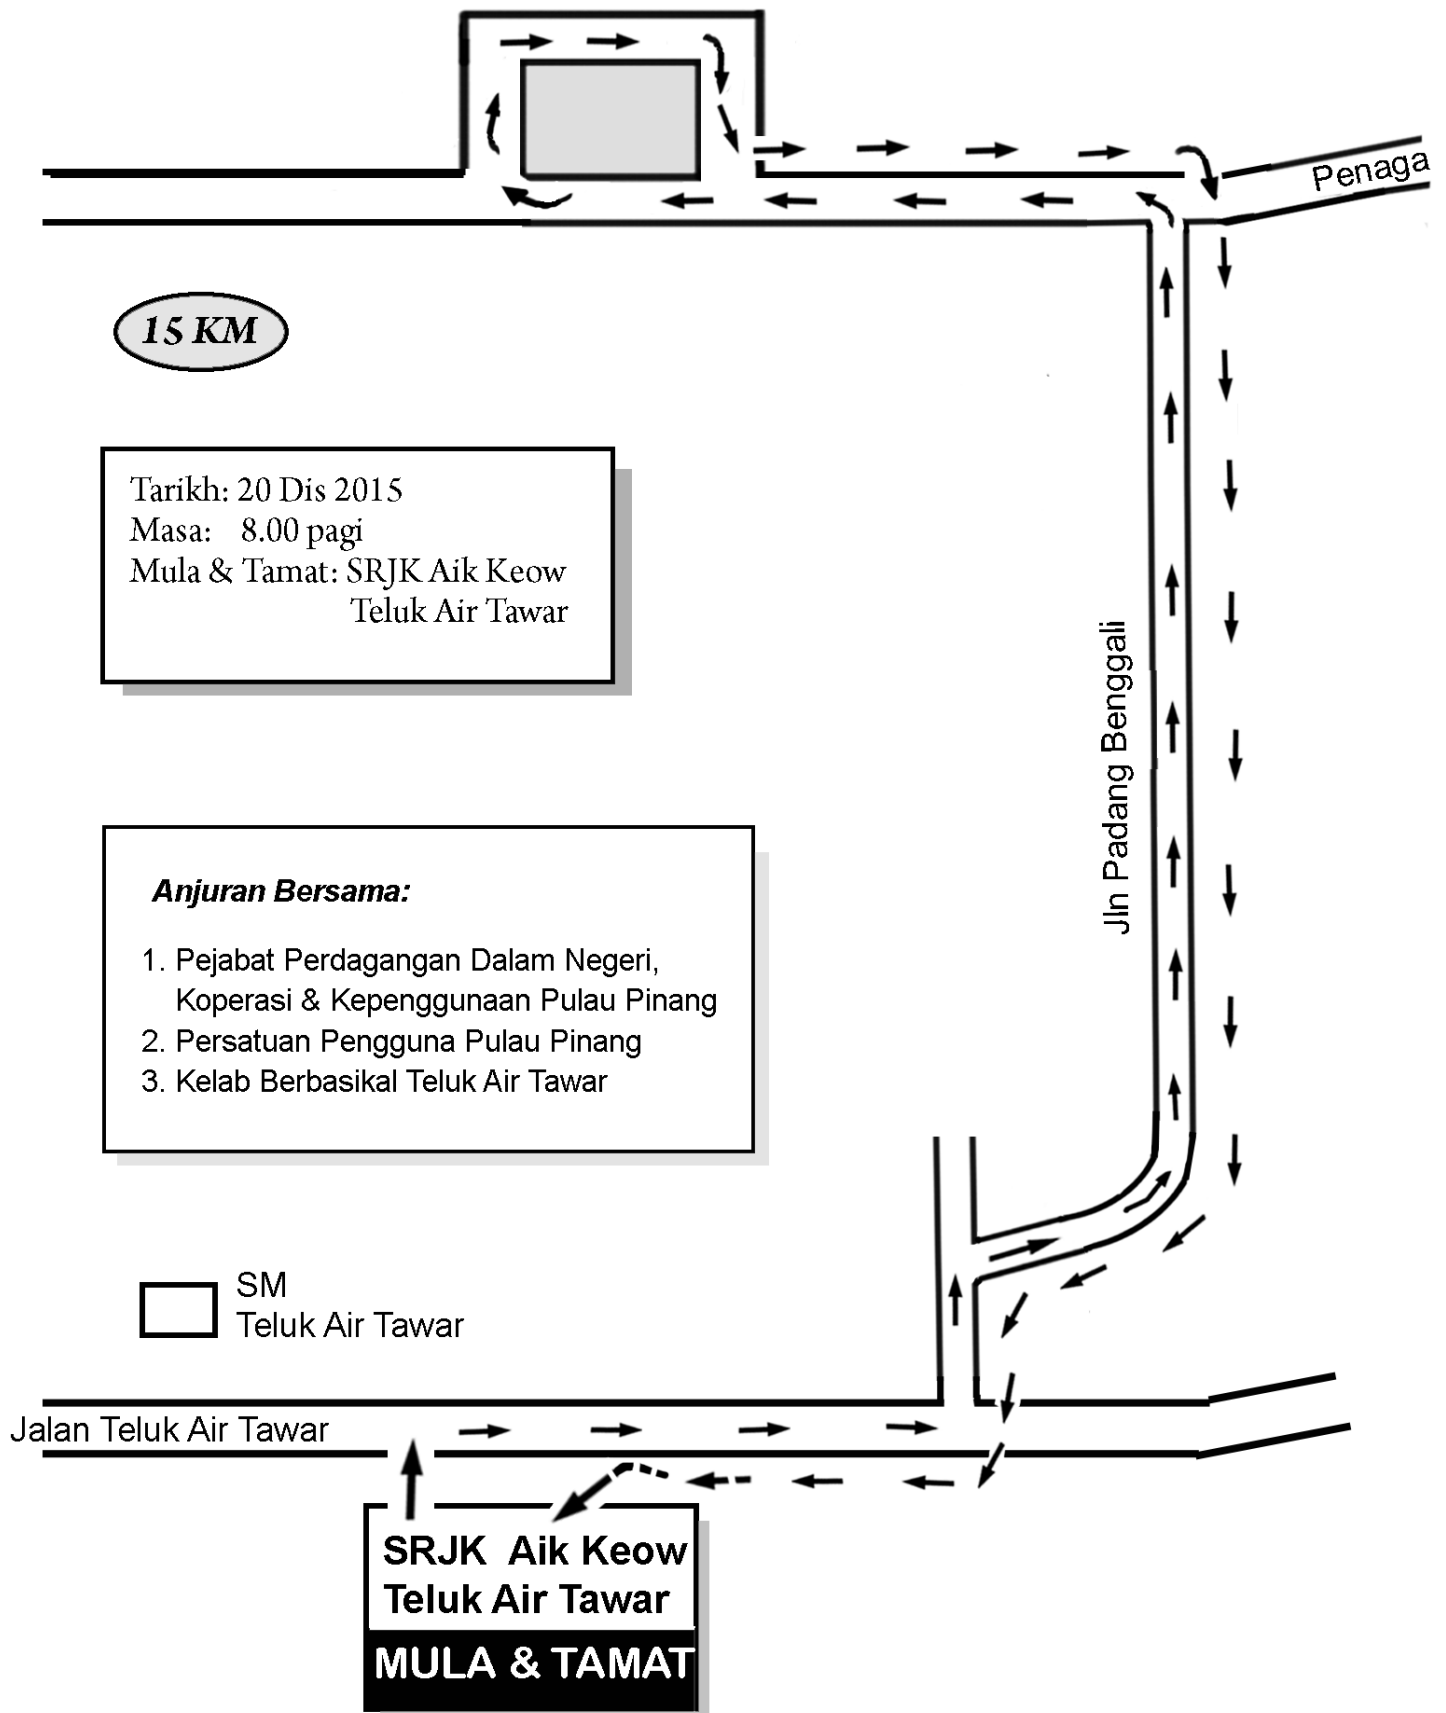 Penaga
15 KM
Tarikh: 20 Dis 2015
Masa: 8.00 pagi
Mula & Tamat: SRJK Aik Keow
Teluk Air Tawar
Jln Padang Benggali
Anjuran Bersama:
1. Pejabat Perdagangan Dalam Negeri,
Koperasi & Kepenggunaan Pulau Pinang
2. Persatuan Pengguna Pulau Pinang
3. Kelab Berbasikal Teluk Air Tawar
SM
Teluk Air Tawar
Jalan Teluk Air Tawar
SRJK Aik Keow
Teluk Air Tawar
MULA & TAMAT